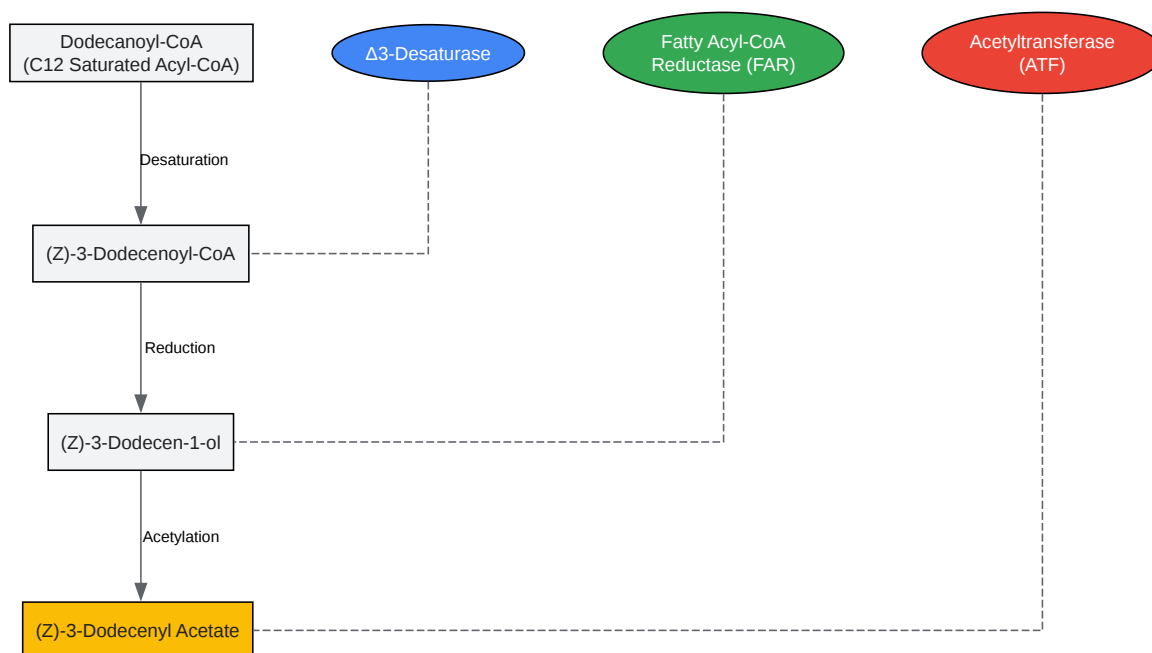 Dodecanoyl-CoA
(C12 Saturated Acyl-CoA)
Δ3-Desaturase
Fatty Acyl-CoA
Reductase (FAR)
Acetyltransferase
(ATF)
Desaturation
(Z)-3-Dodecenoyl-CoA
Reduction
(Z)-3-Dodecen-1-ol
Acetylation
(Z)-3-Dodecenyl Acetate